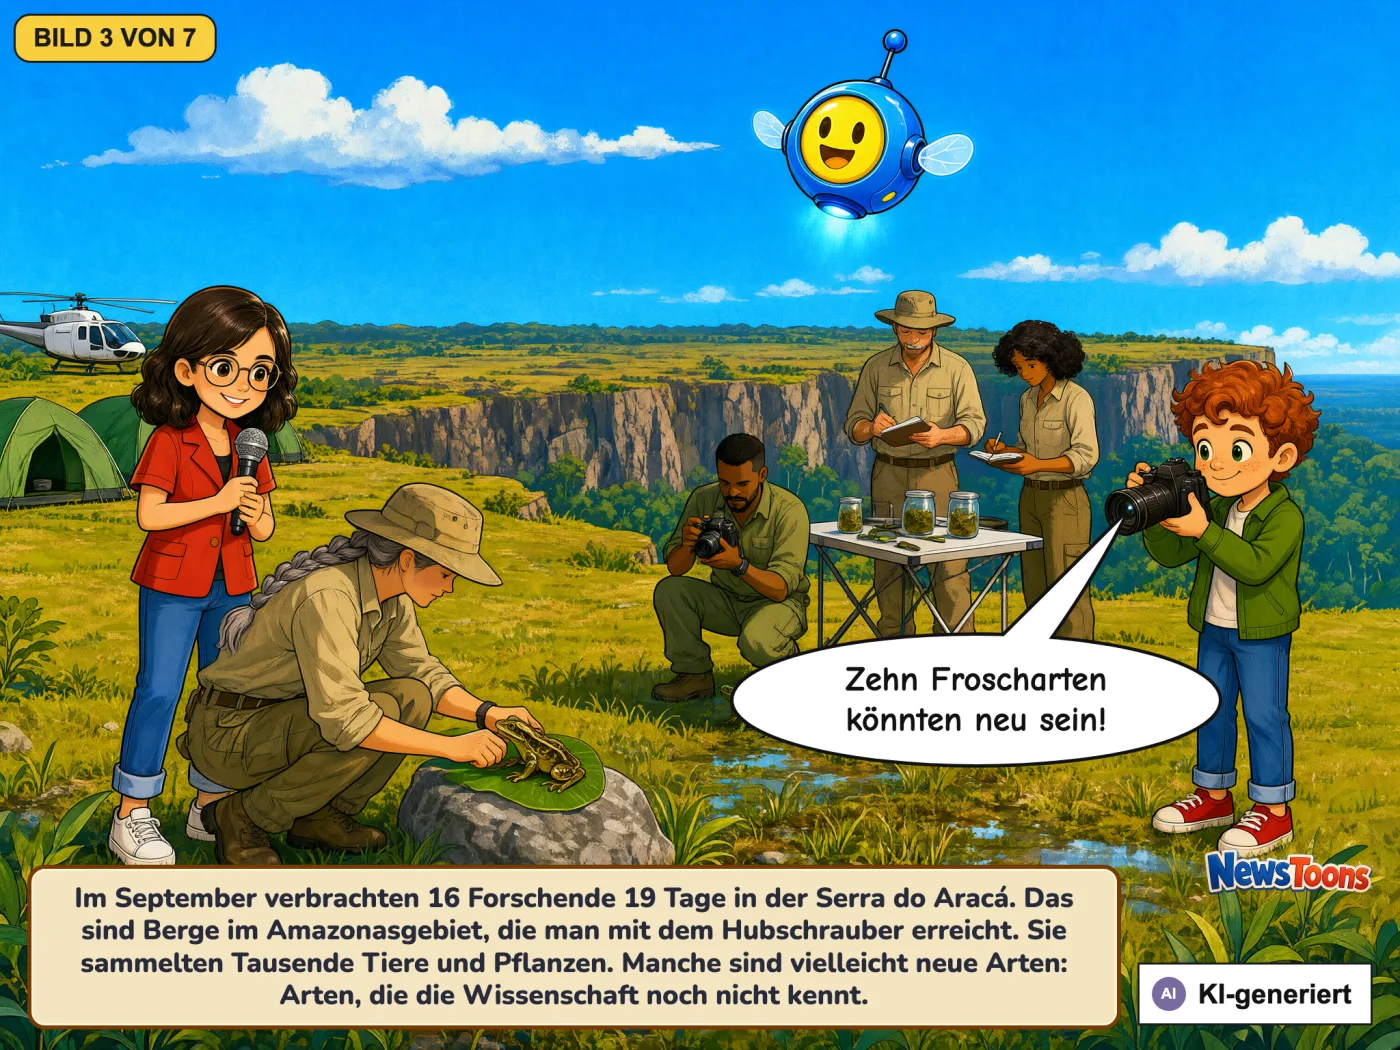 BILD 3 VON 7
Zehn Froscharten
könnten neu sein!
NewsToons
Im September verbrachten 16 Forschende 19 Tage in der Serra do Aracá. Das
sind Berge im Amazonasgebiet, die man mit dem Hubschrauber erreicht. Sie
sammelten Tausende Tiere und Pflanzen. Manche sind vielleicht neue Arten:
Arten, die die Wissenschaft noch nicht kennt.
AI KI-generiert